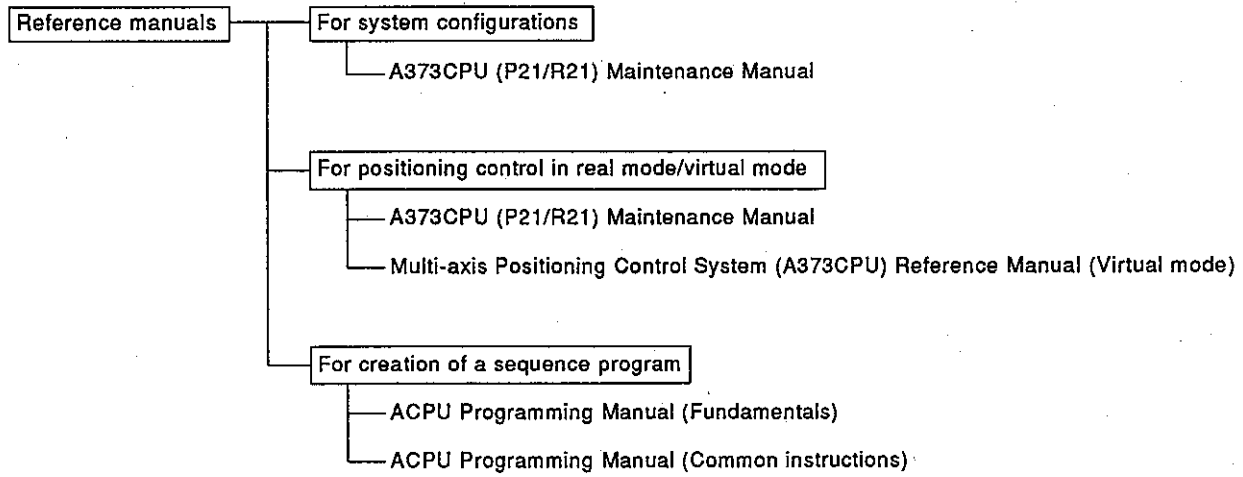 Reference manuals
For system configurations
A373CPU (P21/R21) Maintenance Manual
For positioning control in real mode/virtual mode
A373CPU (P21/R21) Maintenance Manual
Multi-axis Positioning Control System (A373CPU) Reference Manual (Virtual mode)
For creation of a sequence program
ACPU Programming Manual (Fundamentals)
ACPU Programming Manual (Common instructions)